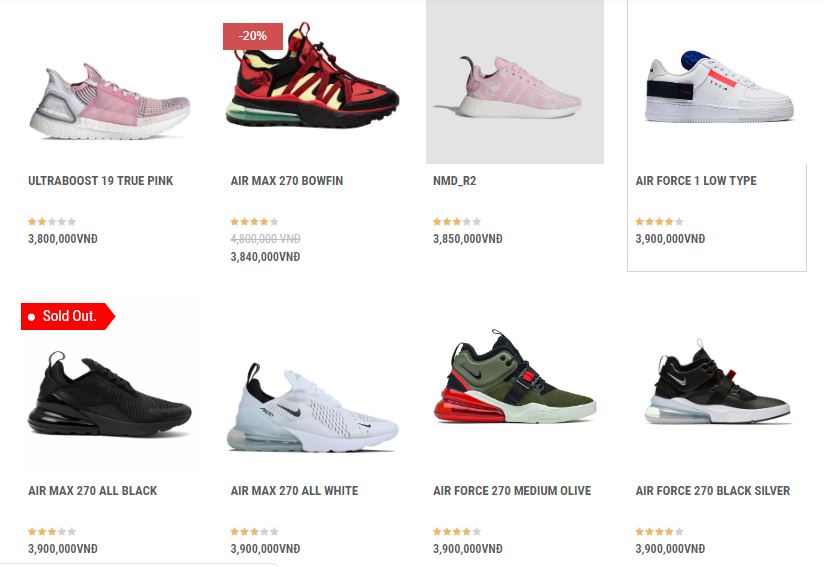 -20%
ULTRABOOST 19 TRUE PINK
3,800,000VNĐ
AIR MAX 270 BOWFIN
4,800,000 VNĐ
3,840,000VNĐ
NMD_R2
3,850,000VNĐ
AIR FORCE 1 LOW TYPE
3,900,000VNĐ
Sold Out.
AIR MAX 270 ALL BLACK
3,900,000VNĐ
AIR MAX 270 ALL WHITE
3,900,000VNĐ
AIR FORCE 270 MEDIUM OLIVE
3,900,000VNĐ
AIR FORCE 270 BLACK SILVER
3,900,000VNĐ